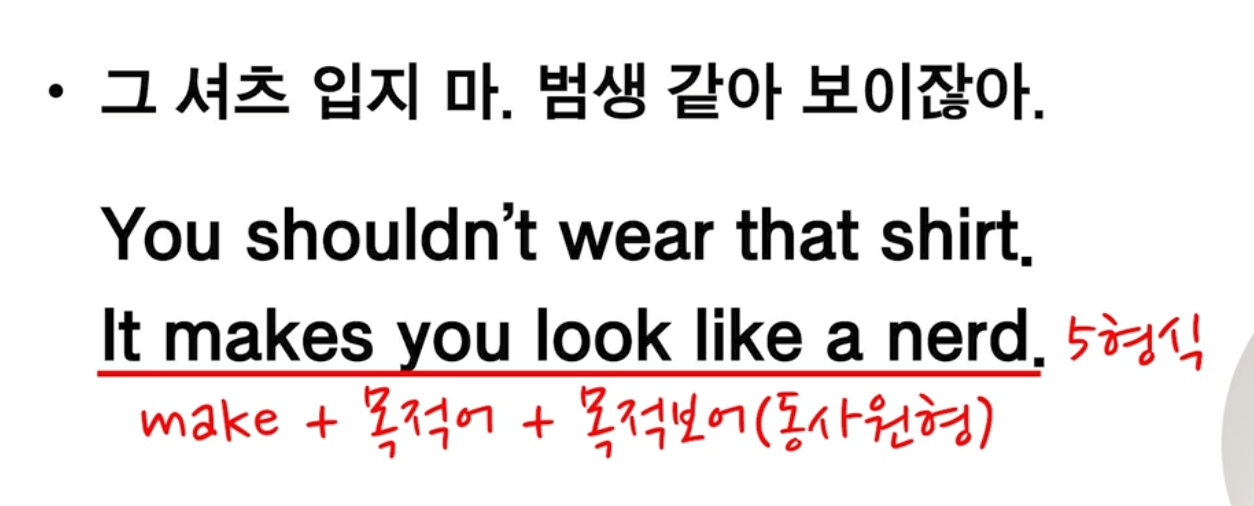 • 그 셔츠 입지 마. 범생 같아 보이잖아.
You shouldn’t wear that shirt.
It makes you look like a nerd. 5형식
make + 목적어 + 목적보어(동사원형)